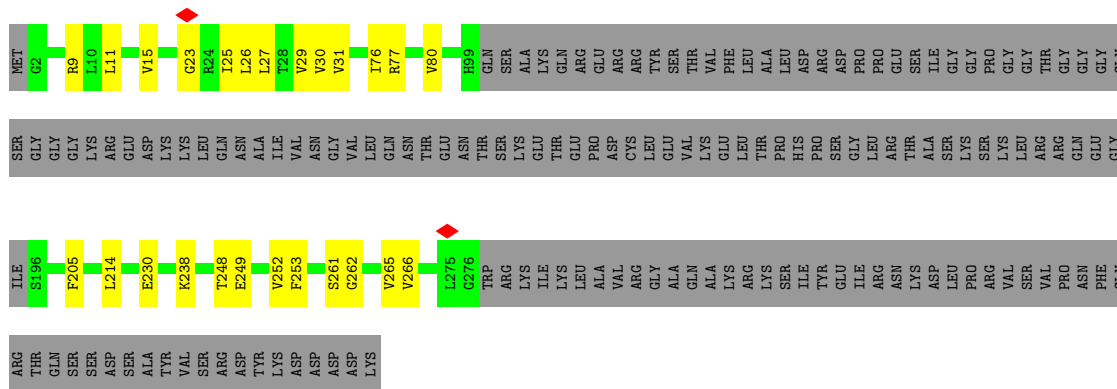 MET G2 R9 L10 L11 V15 G23 R24 I25 L26 L27 T28 V29 V30 V31 I76 R77 V80 H99 GLN SER ALA LYS GLN ARG GLU ARG ARG TYR SER THR VAL PHE LEU ALA LEU ASP ARG ASP PRO PRO GLU SER ILE GLY GLY PRO GLY GLY THR GLY GLY GLY
SER GLY GLY GLY LYS ARG GLU ASP LYS LYS LEU GLN ASN ALA ILE VAL ASN GLY VAL LEU GLN ASN THR GLU ASN THR SER LYS GLU THR GLU PRO ASP CYS LEU GLU VAL LYS GLU LEU THR PRO HIS PRO SER GLY LEU ARG THR ALA SER LYS SER LYS LEU ARG ARG GLN GLU GLY
ILE S196 F205 L214 E230 K238 T248 E249 V252 F253 S261 G262 V265 V266 L275 G276 TRP ARG LYS ILE LYS LEU ALA VAL ARG GLY ALA GLN ALA LYS ARG LYS SER ILE TYR GLU ILE ARG ASN LYS ASP LEU PRO ARG VAL SER VAL PRO ASN PHE
ARG THR GLN SER SER ASP SER ALA TYR VAL SER ARG ASP TYR LYS ASP ASP ASP ASP LYS